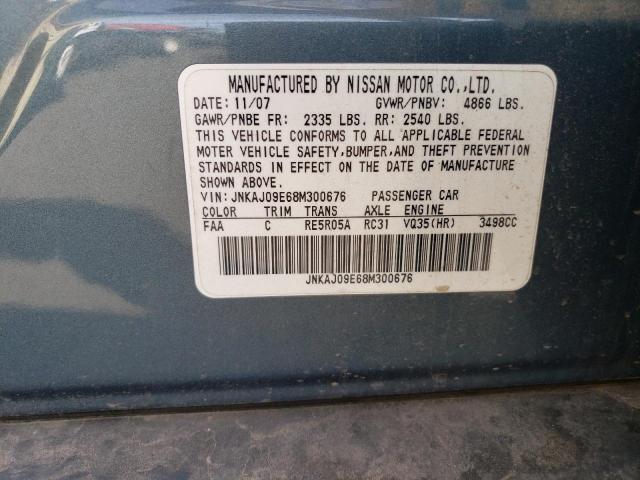 MANUFACTURED BY NISSAN MOTOR CO.,LTD.
DATE: 11/07 GVWR/PNBV: 4866 LBS.
GAWR/PNBE FR: 2335 LBS. RR: 2540 LBS.
THIS VEHICLE CONFORMS TO ALL APPLICABLE FEDERAL
MOTOR VEHICLE SAFETY,BUMPER,AND THEFT PREVENTION
STANDARDS IN EFFECT ON THE DATE OF MANUFACTURE
SHOWN ABOVE.
VIN: JNKAJ09E68M300676 PASSENGER CAR
COLOR TRIM TRANS AXLE ENGINE
FAA C RE5R05A RC31 VQ35(HR) 3498CC
JNKAJ09E68M300676